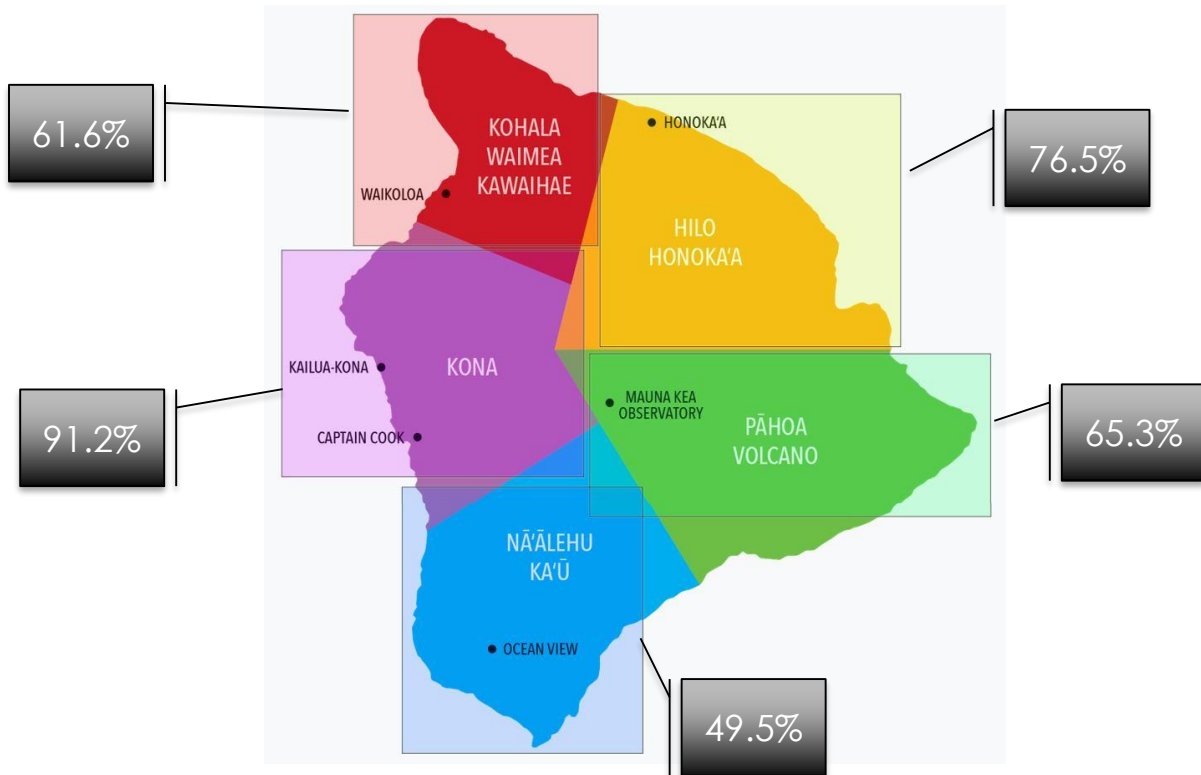 61.6%
KOHALA
WAIMEA
KAWAIHAE
WAIKOLOA
HONOKA'A
76.5%
HILO
HONOKA'A
KAILUA-KONA
KONA
CAPTAIN COOK
91.2%
MAUNA KEA
OBSERVATORY
PĀHOA
VOLCANO
65.3%
NĀ'ĀLEHU
KA'Ū
OCEAN VIEW
49.5%